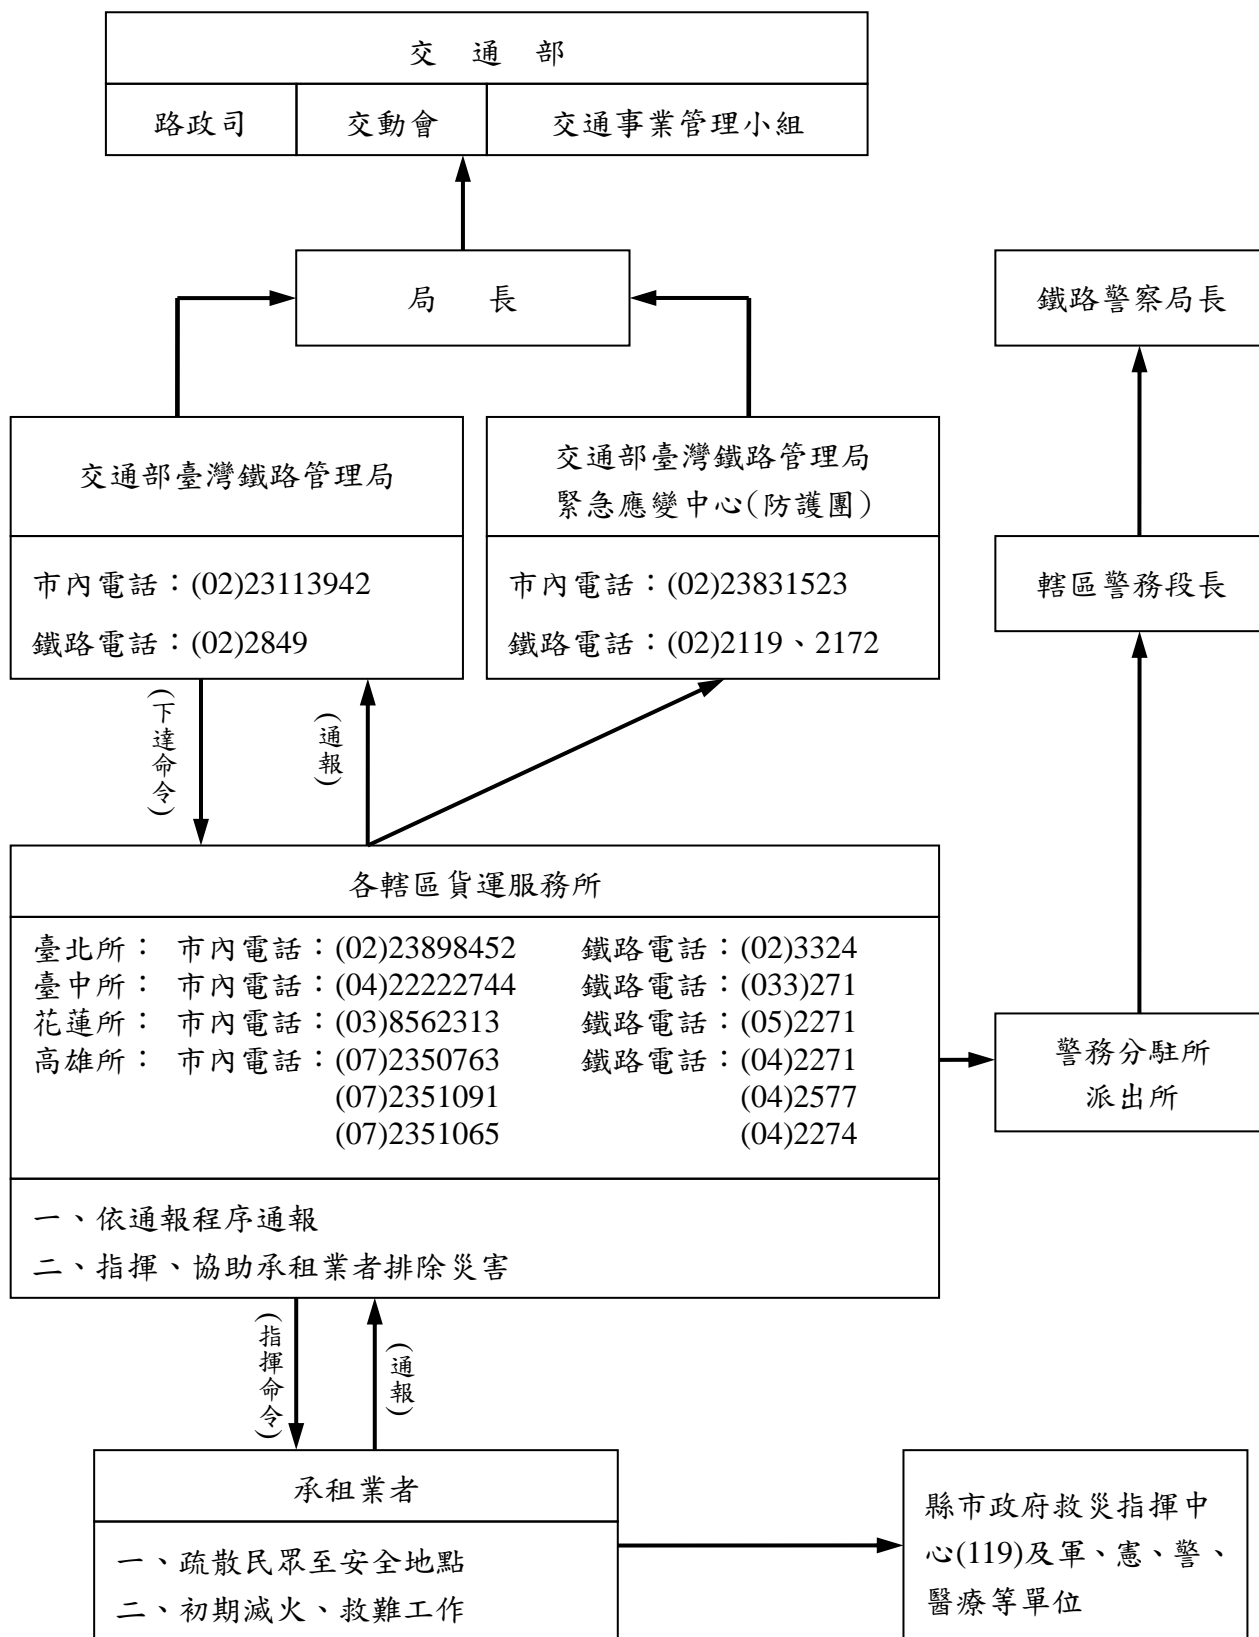 交 通 部
路政司 交動會 交通事業管理小組
局 長
鐵路警察局長
交通部臺灣鐵路管理局
市內電話：(02)23113942
鐵路電話：(02)2849
交通部臺灣鐵路管理局
緊急應變中心(防護團)
市內電話：(02)23831523
鐵路電話：(02)2119、2172
轄區警務段長
(下達命令)
(通報)
各轄區貨運服務所
臺北所： 市內電話：(02)23898452 鐵路電話：(02)3324
臺中所： 市內電話：(04)22222744 鐵路電話：(033)271
花蓮所： 市內電話：(03)8562313 鐵路電話：(05)2271
高雄所： 市內電話：(07)2350763 鐵路電話：(04)2271
(07)2351091 (04)2577
(07)2351065 (04)2274
一、依通報程序通報
二、指揮、協助承租業者排除災害
警務分駐所
派出所
(指揮命令)
(通報)
承租業者
一、疏散民眾至安全地點
二、初期滅火、救難工作
縣市政府救災指揮中
心(119)及軍、憲、警、
醫療等單位